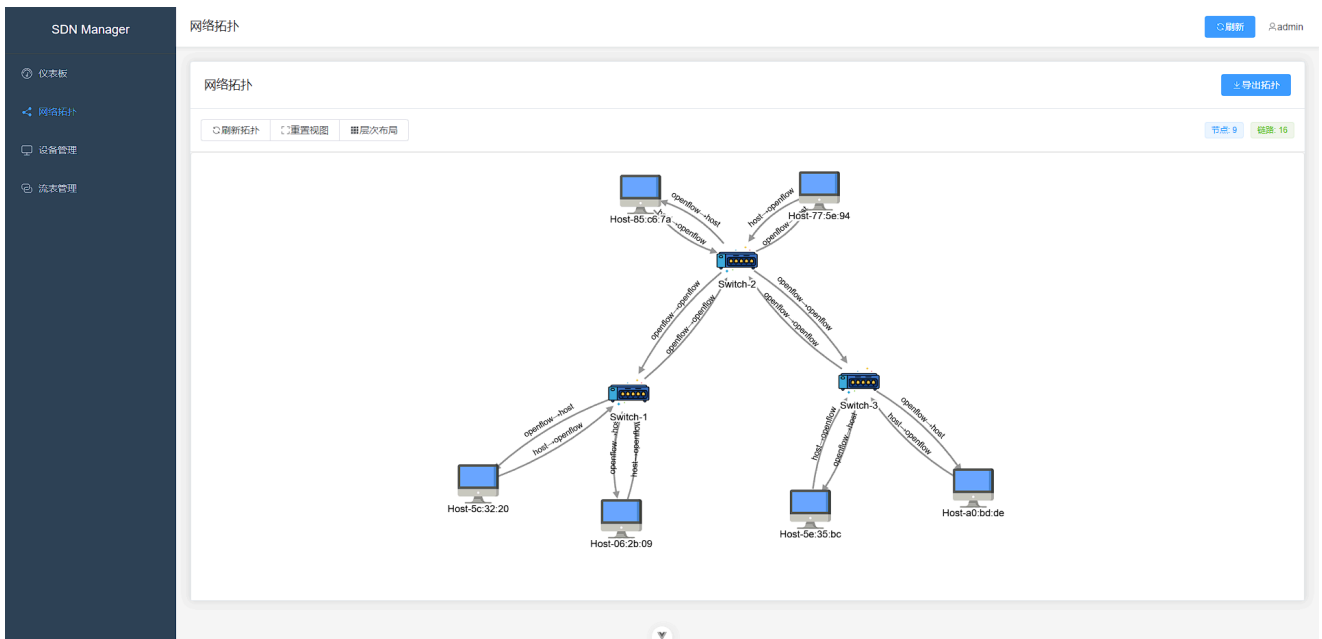 SDN Manager
网络拓扑
刷新
admin
仪表板
网络拓扑
设备管理
流表管理
网络拓扑
导出拓扑
刷新拓扑
重置视图
层次布局
节点: 9
链路: 16
openflow→host
host→openflow
Host-85:c6:7a
host→openflow
openflow→host
Host-77:5e:94
Switch-2
openflow→openflow
openflow→openflow
openflow→openflow
openflow→openflow
Switch-1
Switch-3
openflow→host
host→openflow
openflow→host
host→openflow
host→openflow
openflow→host
openflow→host
host→openflow
Host-5c:32:20
Host-06:2b:09
Host-5e:35:bc
Host-a0:bd:de